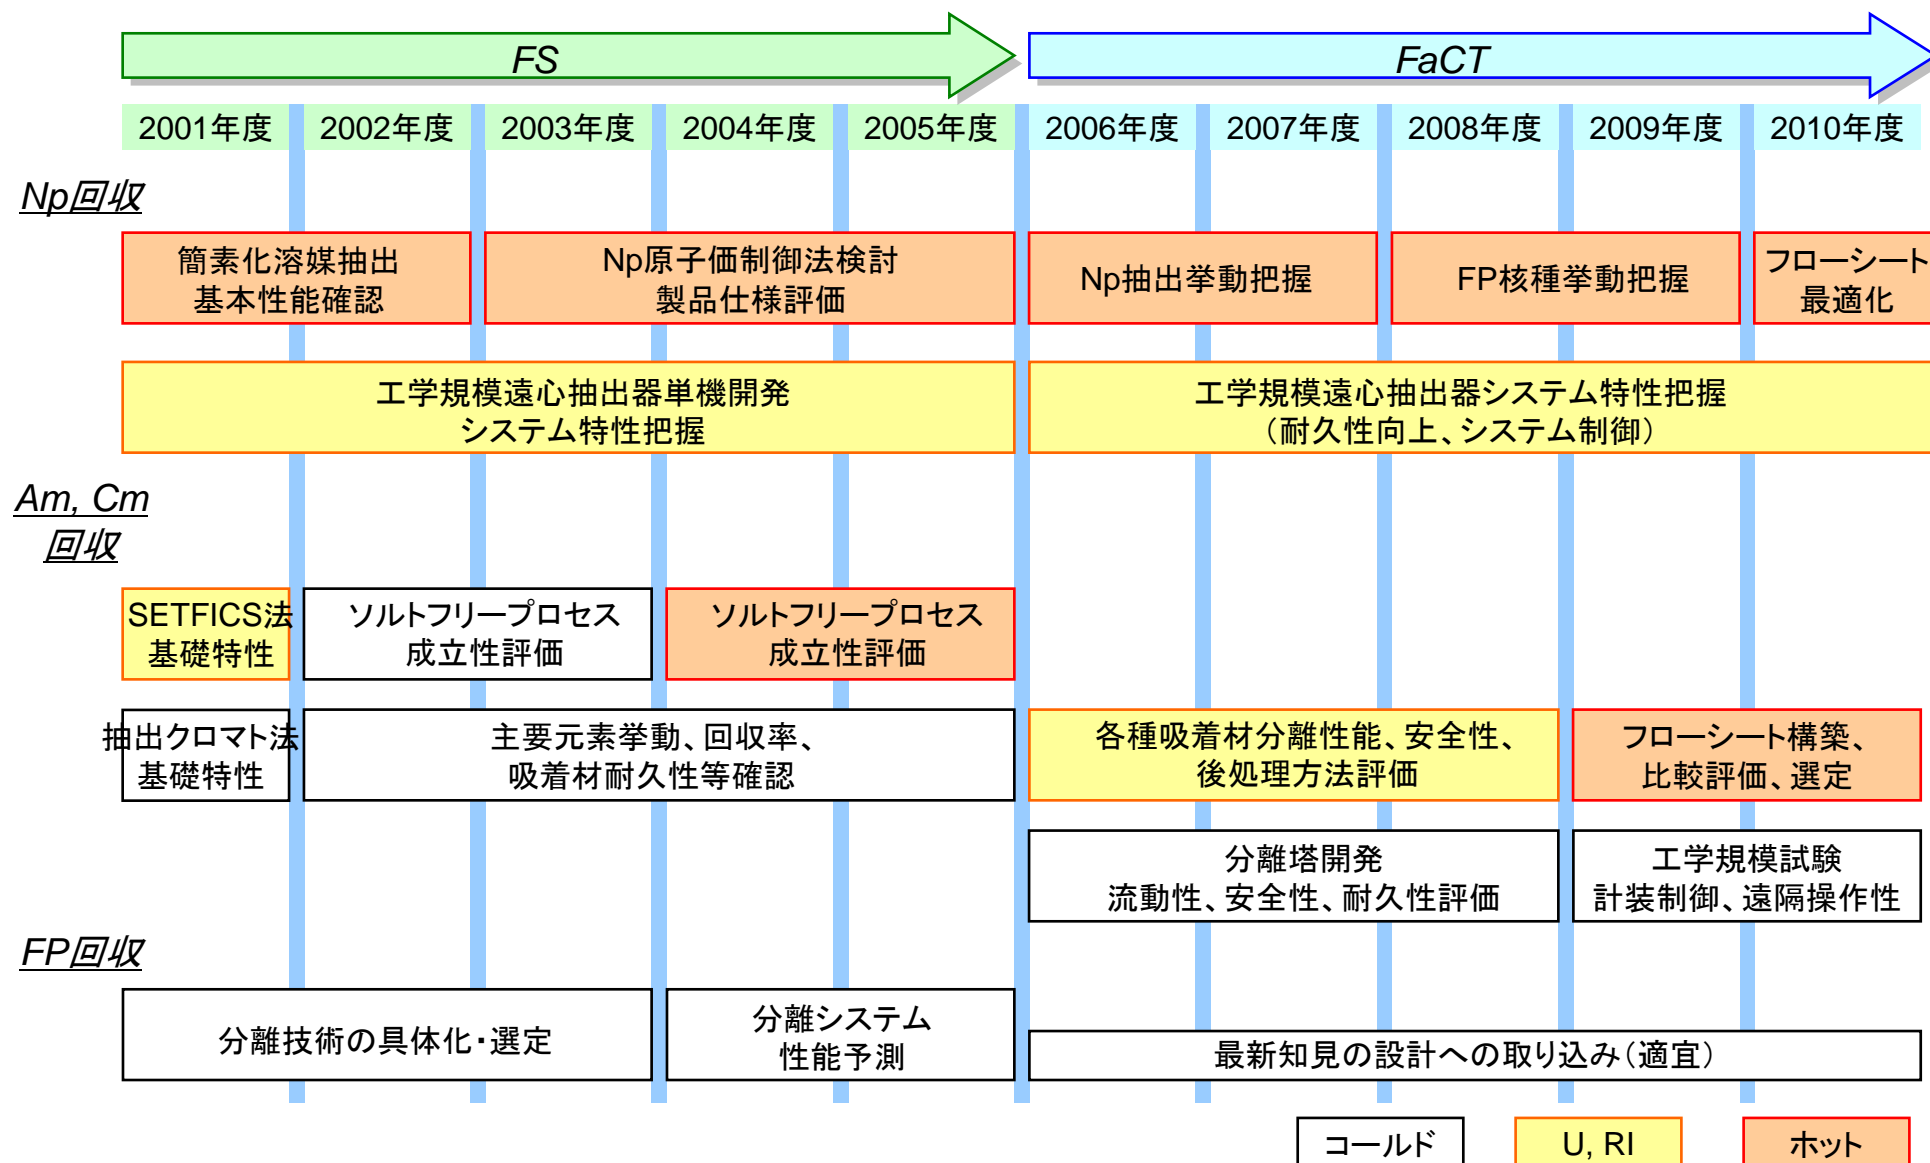 FS
FaCT
2001年度
2002年度
2003年度
2004年度
2005年度
2006年度
2007年度
2008年度
2009年度
2010年度
Np回収
簡素化溶媒抽出
基本性能確認
Np原子価制御法検討
製品仕様評価
Np抽出挙動把握
FP核種挙動把握
フローシート
最適化
工学規模遠心抽出器単機開発
システム特性把握
工学規模遠心抽出器システム特性把握
（耐久性向上、システム制御）
Am, Cm
回収
SETFICS法
基礎特性
ソルトフリープロセス
成立性評価
ソルトフリープロセス
成立性評価
抽出クロマト法
基礎特性
主要元素挙動、回収率、
吸着材耐久性等確認
各種吸着材分離性能、安全性、
後処理方法評価
フローシート構築、
比較評価、選定
分離塔開発
流動性、安全性、耐久性評価
工学規模試験
計装制御、遠隔操作性
FP回収
分離技術の具体化・選定
分離システム
性能予測
最新知見の設計への取り込み（適宜）
コールド
U, RI
ホット